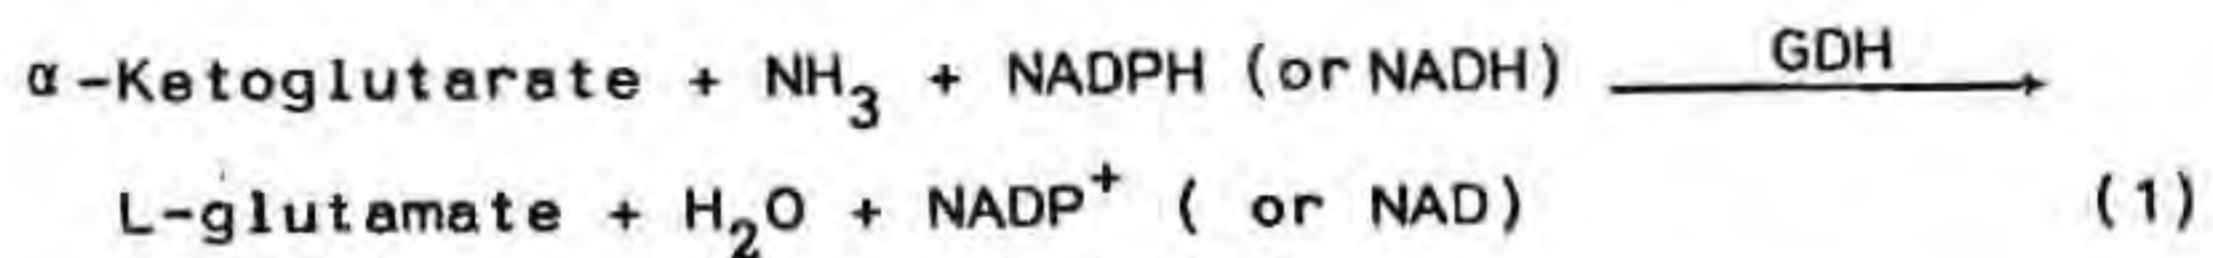 α-Ketoglutarate + NH₃ + NADPH (or NADH) GDH ⟶
L-glutamate + H₂O + NADP⁺ ( or NAD) (1)